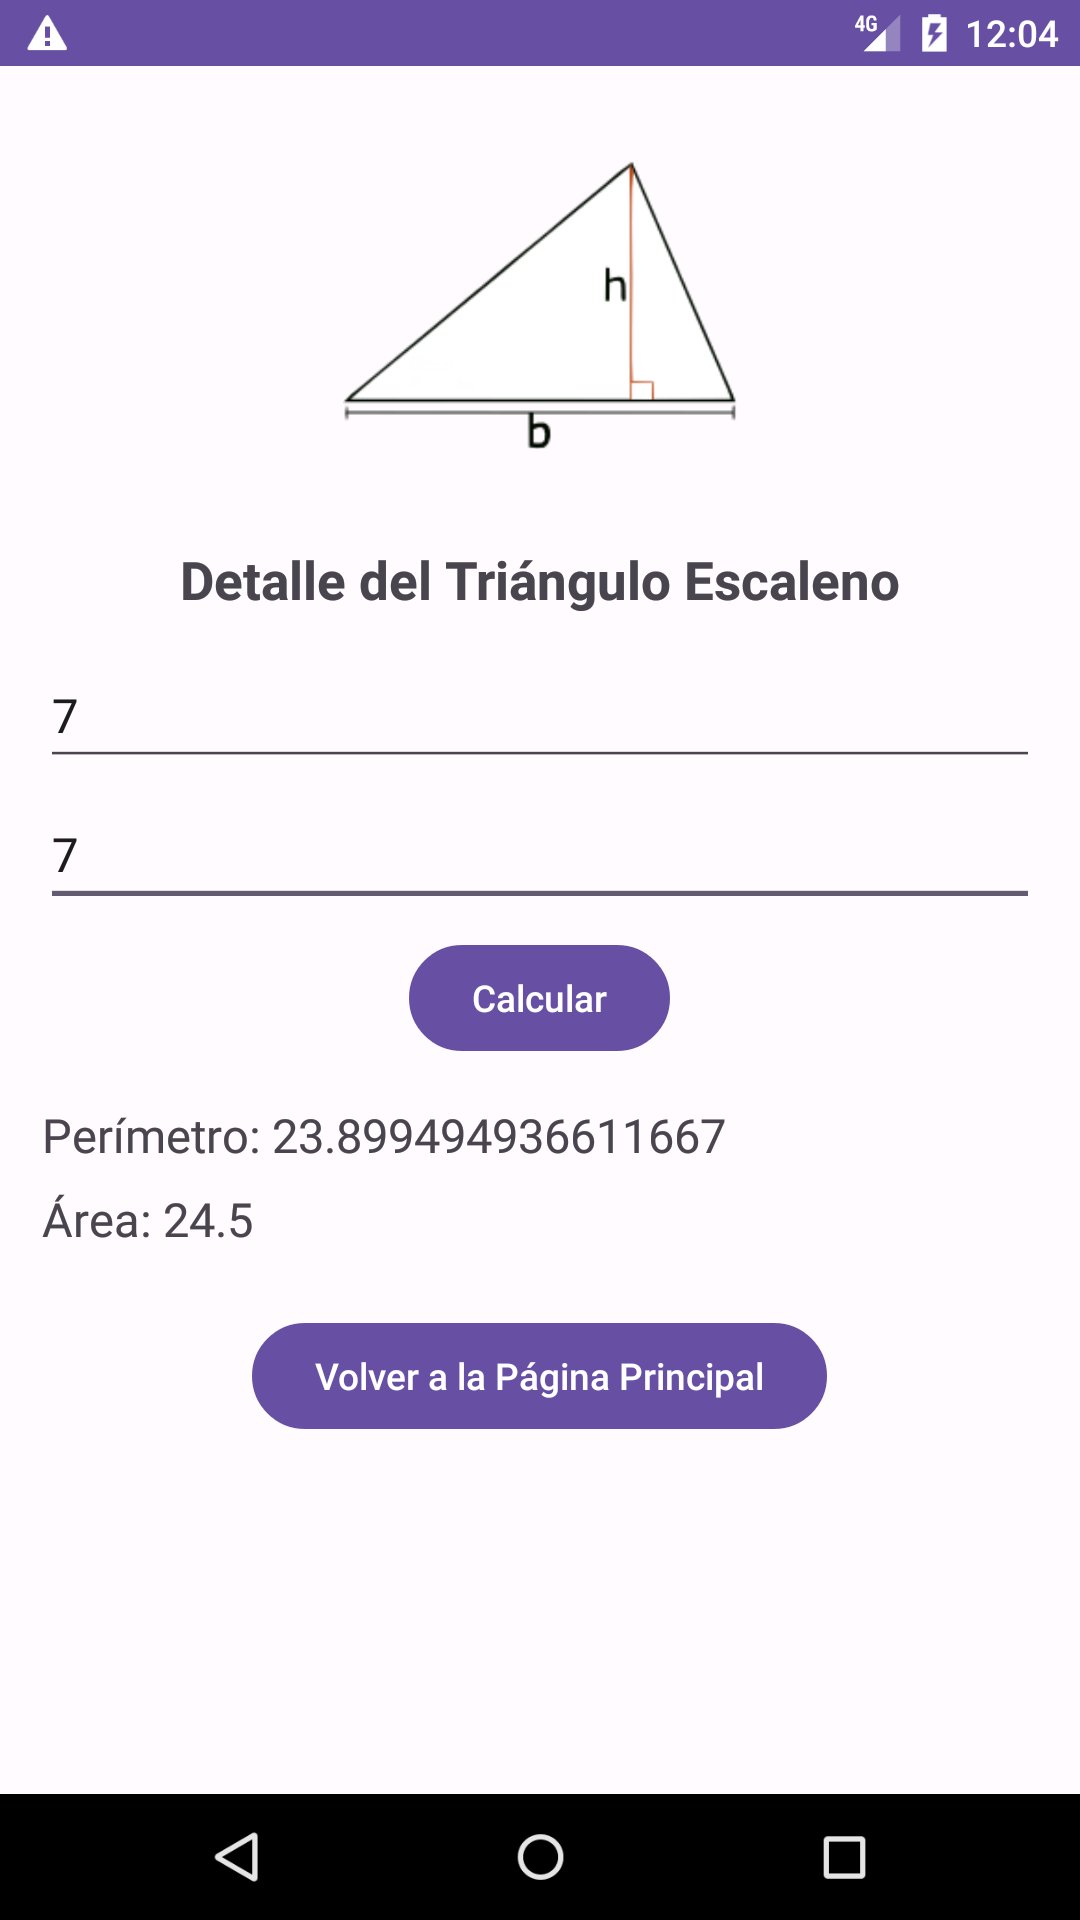 4G 12:04
h
b
Detalle del Triángulo Escaleno
7
7
Calcular
Perímetro: 23.899494936611667
Área: 24.5
Volver a la Página Principal